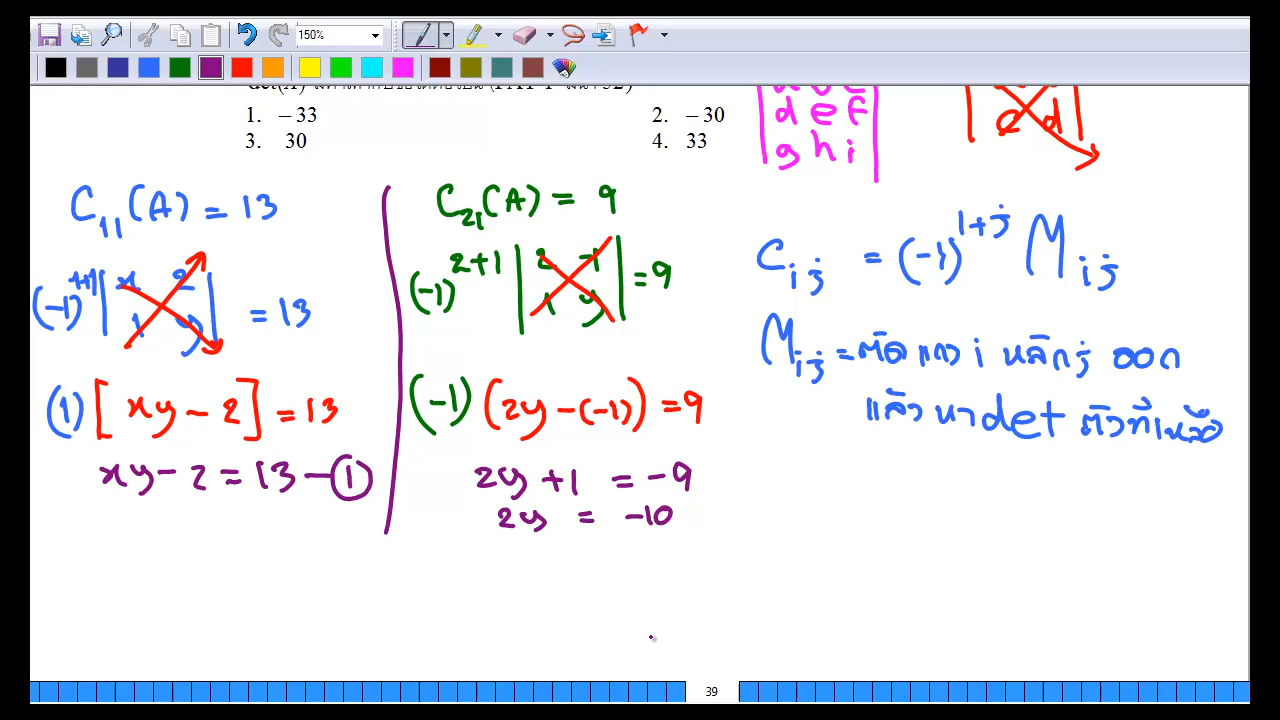 150%
1. – 33
2. – 30
3. 30
4. 33
d e f
g h i
c d
C₁₁(A) = 13
(-1)¹⁺¹ | x 2 | = 13
1 y
(1) [xy - 2] = 13
xy - 2 = 13 - ①
C₂₁(A) = 9
(-1)²⁺¹ | 2 -1 | = 9
1 y
(-1) (2y - (-1)) = 9
2y + 1 = -9
2y = -10
Cᵢⱼ = (-1)ⁱ⁺ʲ Mᵢⱼ
Mᵢⱼ = ตัดแถว i หลักj ออก
แล้วหาdet ตัวที่เหลือ
39